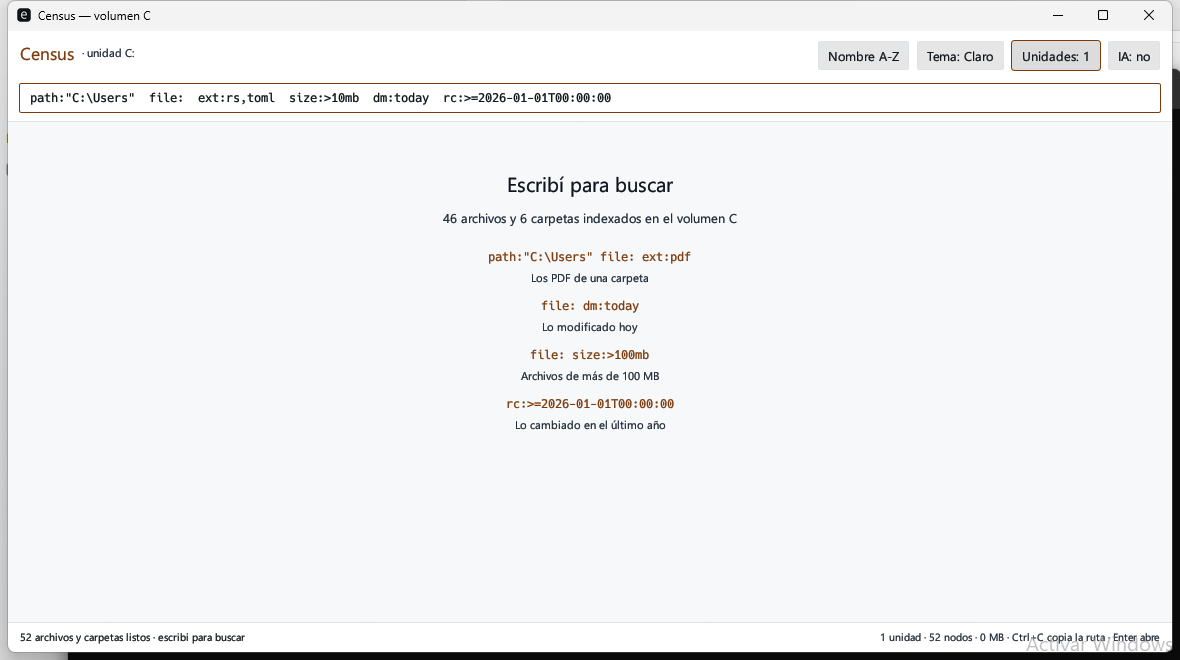 Census — volumen C
Census · unidad C:
Nombre A-Z
Tema: Claro
Unidades: 1
IA: no
path:"C:\Users" file: ext:rs,toml size:>10mb dm:today rc:>=2026-01-01T00:00:00
Escribí para buscar
46 archivos y 6 carpetas indexados en el volumen C
path:"C:\Users" file: ext:pdf
Los PDF de una carpeta
file: dm:today
Lo modificado hoy
file: size:>100mb
Archivos de más de 100 MB
rc:>=2026-01-01T00:00:00
Lo cambiado en el último año
52 archivos y carpetas listos · escribi para buscar
1 unidad · 52 nodos · 0 MB · Ctrl+C copia la ruta · Enter abre
Activar Windows